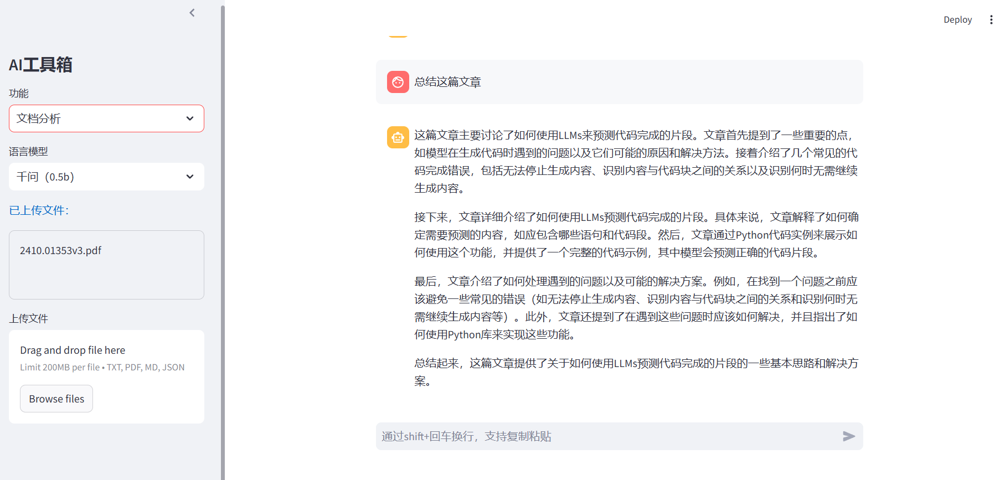 Deploy
AI工具箱
功能
文档分析
语言模型
千问（0.5b）
已上传文件：
2410.01353v3.pdf
上传文件
Drag and drop file here
Limit 200MB per file • TXT, PDF, MD, JSON
Browse files
总结这篇文章
这篇文章主要讨论了如何使用LLMs来预测代码完成的片段。文章首先提到了一些重要的点，
如模型在生成代码时遇到的问题以及它们可能的原因和解决方法。接着介绍了几个常见的代
码完成错误，包括无法停止生成内容、识别内容与代码块之间的关系以及识别何时无需继续
生成内容。
接下来，文章详细介绍了如何使用LLMs预测代码完成的片段。具体来说，文章解释了如何确
定需要预测的内容，如应包含哪些语句和代码段。然后，文章通过Python代码实例来展示如
何使用这个功能，并提供了一个完整的代码示例，其中模型会预测正确的代码片段。
最后，文章介绍了如何处理遇到的问题以及可能的解决方案。例如，在找到一个问题之前应
该避免一些常见的错误（如无法停止生成内容、识别内容与代码块之间的关系和识别何时无
需继续生成内容等）。此外，文章还提到了在遇到这些问题时应该如何解决，并且指出了如
何使用Python库来实现这些功能。
总结起来，这篇文章提供了关于如何使用LLMs预测代码完成的片段的一些基本思路和解决方
案。
通过shift+回车换行，支持复制粘贴